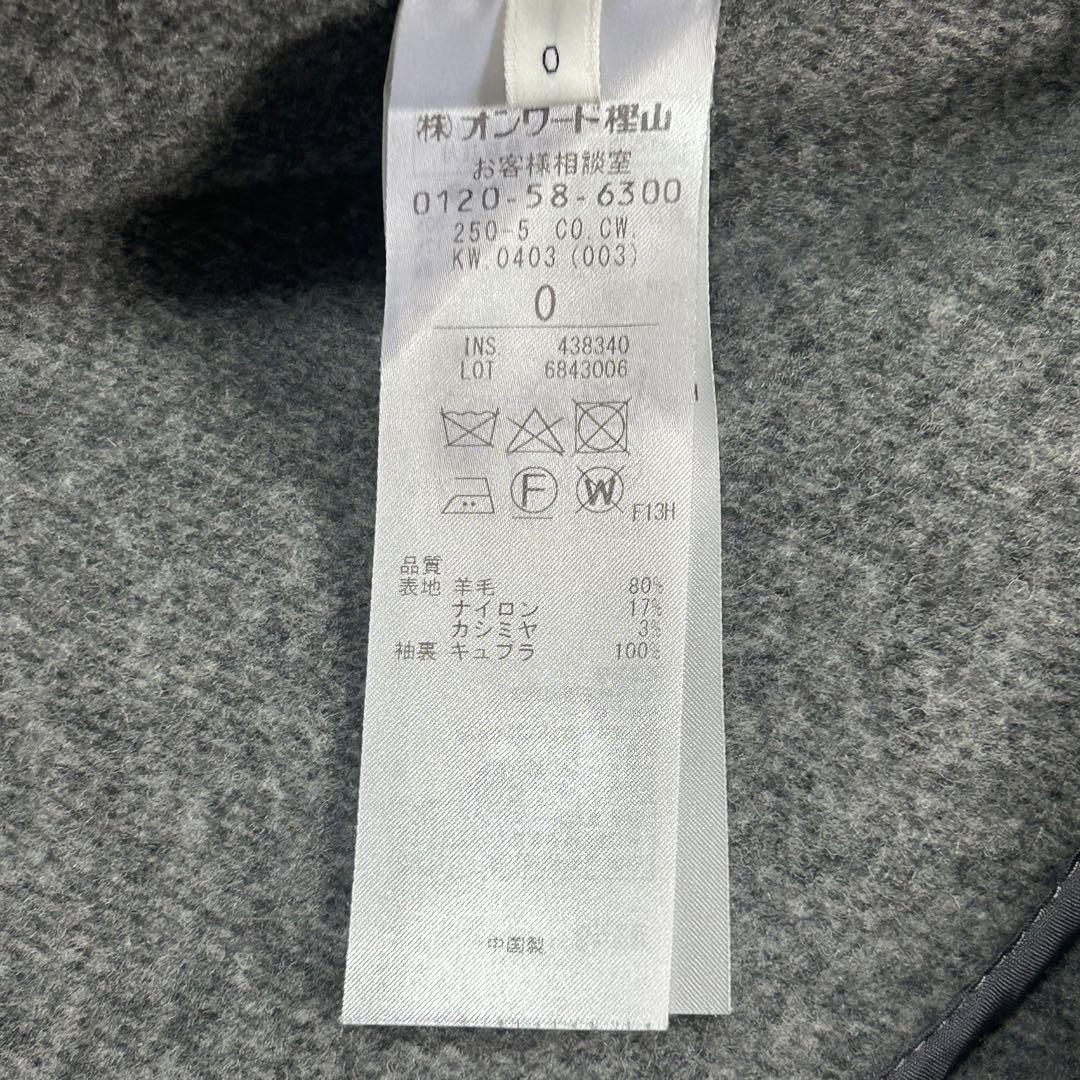 0
(株)オンワード樫山
お客様相談室
0120-58-6300
250-5 CO.CW.
KW.0403(003)
0
INS 438340
LOT 6843006
F
W
F13H
品質
表地 羊毛 80%
ナイロン 17%
カシミヤ 3%
袖裏 キュプラ 100%
中国製